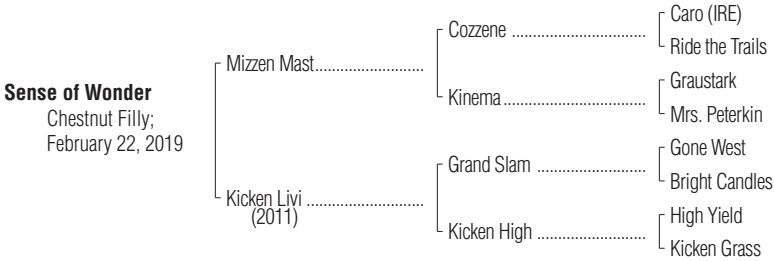 Caro (IRE)
Cozzene ................................
Ride the Trails
Mizzen Mast..........................
Graustark
Kinema..................................
Mrs. Peterkin
Sense of Wonder
Chestnut Filly;
February 22, 2019
Gone West
Grand Slam ..........................
Bright Candles
Kicken Livi ............................
(2011)
High Yield
Kicken High ..........................
Kicken Grass